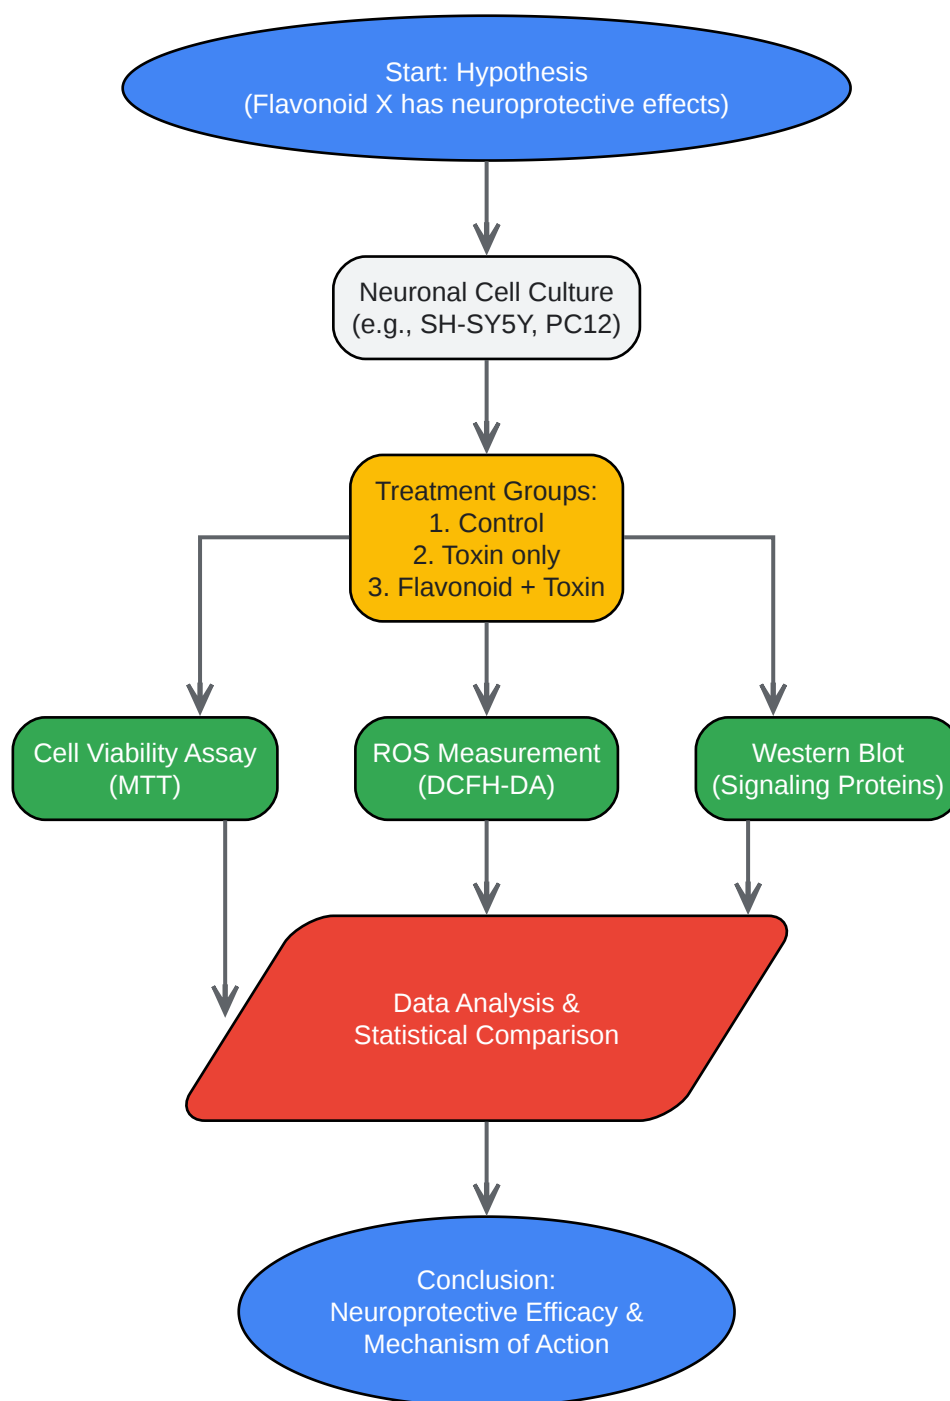 Start: Hypothesis
(Flavonoid X has neuroprotective effects)
Neuronal Cell Culture
(e.g., SH-SY5Y, PC12)
Treatment Groups:
1. Control
2. Toxin only
3. Flavonoid + Toxin
Cell Viability Assay
(MTT)
ROS Measurement
(DCFH-DA)
Western Blot
(Signaling Proteins)
Data Analysis &
Statistical Comparison
Conclusion:
Neuroprotective Efficacy &
Mechanism of Action